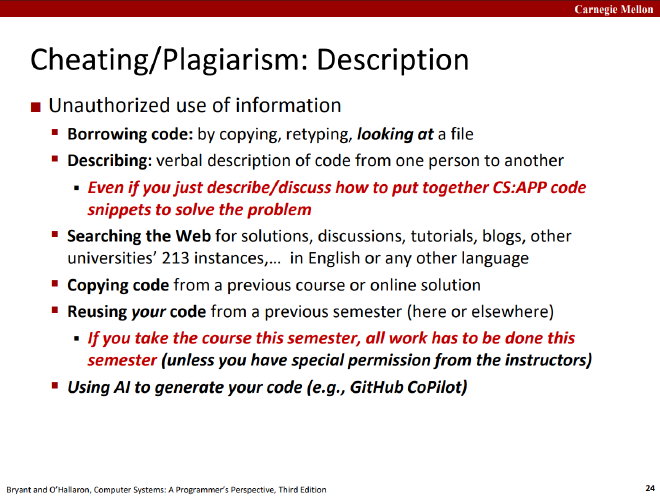 Carnegie Mellon
Cheating/Plagiarism: Description
Unauthorized use of information
Borrowing code: by copying, retyping, looking at a file
Describing: verbal description of code from one person to another
Even if you just describe/discuss how to put together CS:APP code
snippets to solve the problem
Searching the Web for solutions, discussions, tutorials, blogs, other
universities’ 213 instances,… in English or any other language
Copying code from a previous course or online solution
Reusing your code from a previous semester (here or elsewhere)
If you take the course this semester, all work has to be done this
semester (unless you have special permission from the instructors)
Using AI to generate your code (e.g., GitHub CoPilot)
Bryant and O’Hallaron, Computer Systems: A Programmer’s Perspective, Third Edition
24